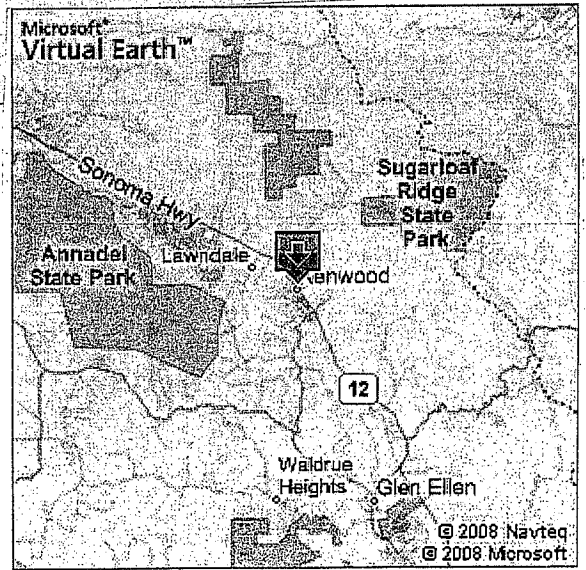 Microsoft®
Virtual Earth™
Sonoma Hwy
Sugarloaf
Ridge
State
Park
Annadel
State Park
Lawndale
enwood
12
Waldrue
Heights
Glen Ellen
© 2008 Navteq
© 2008 Microsoft